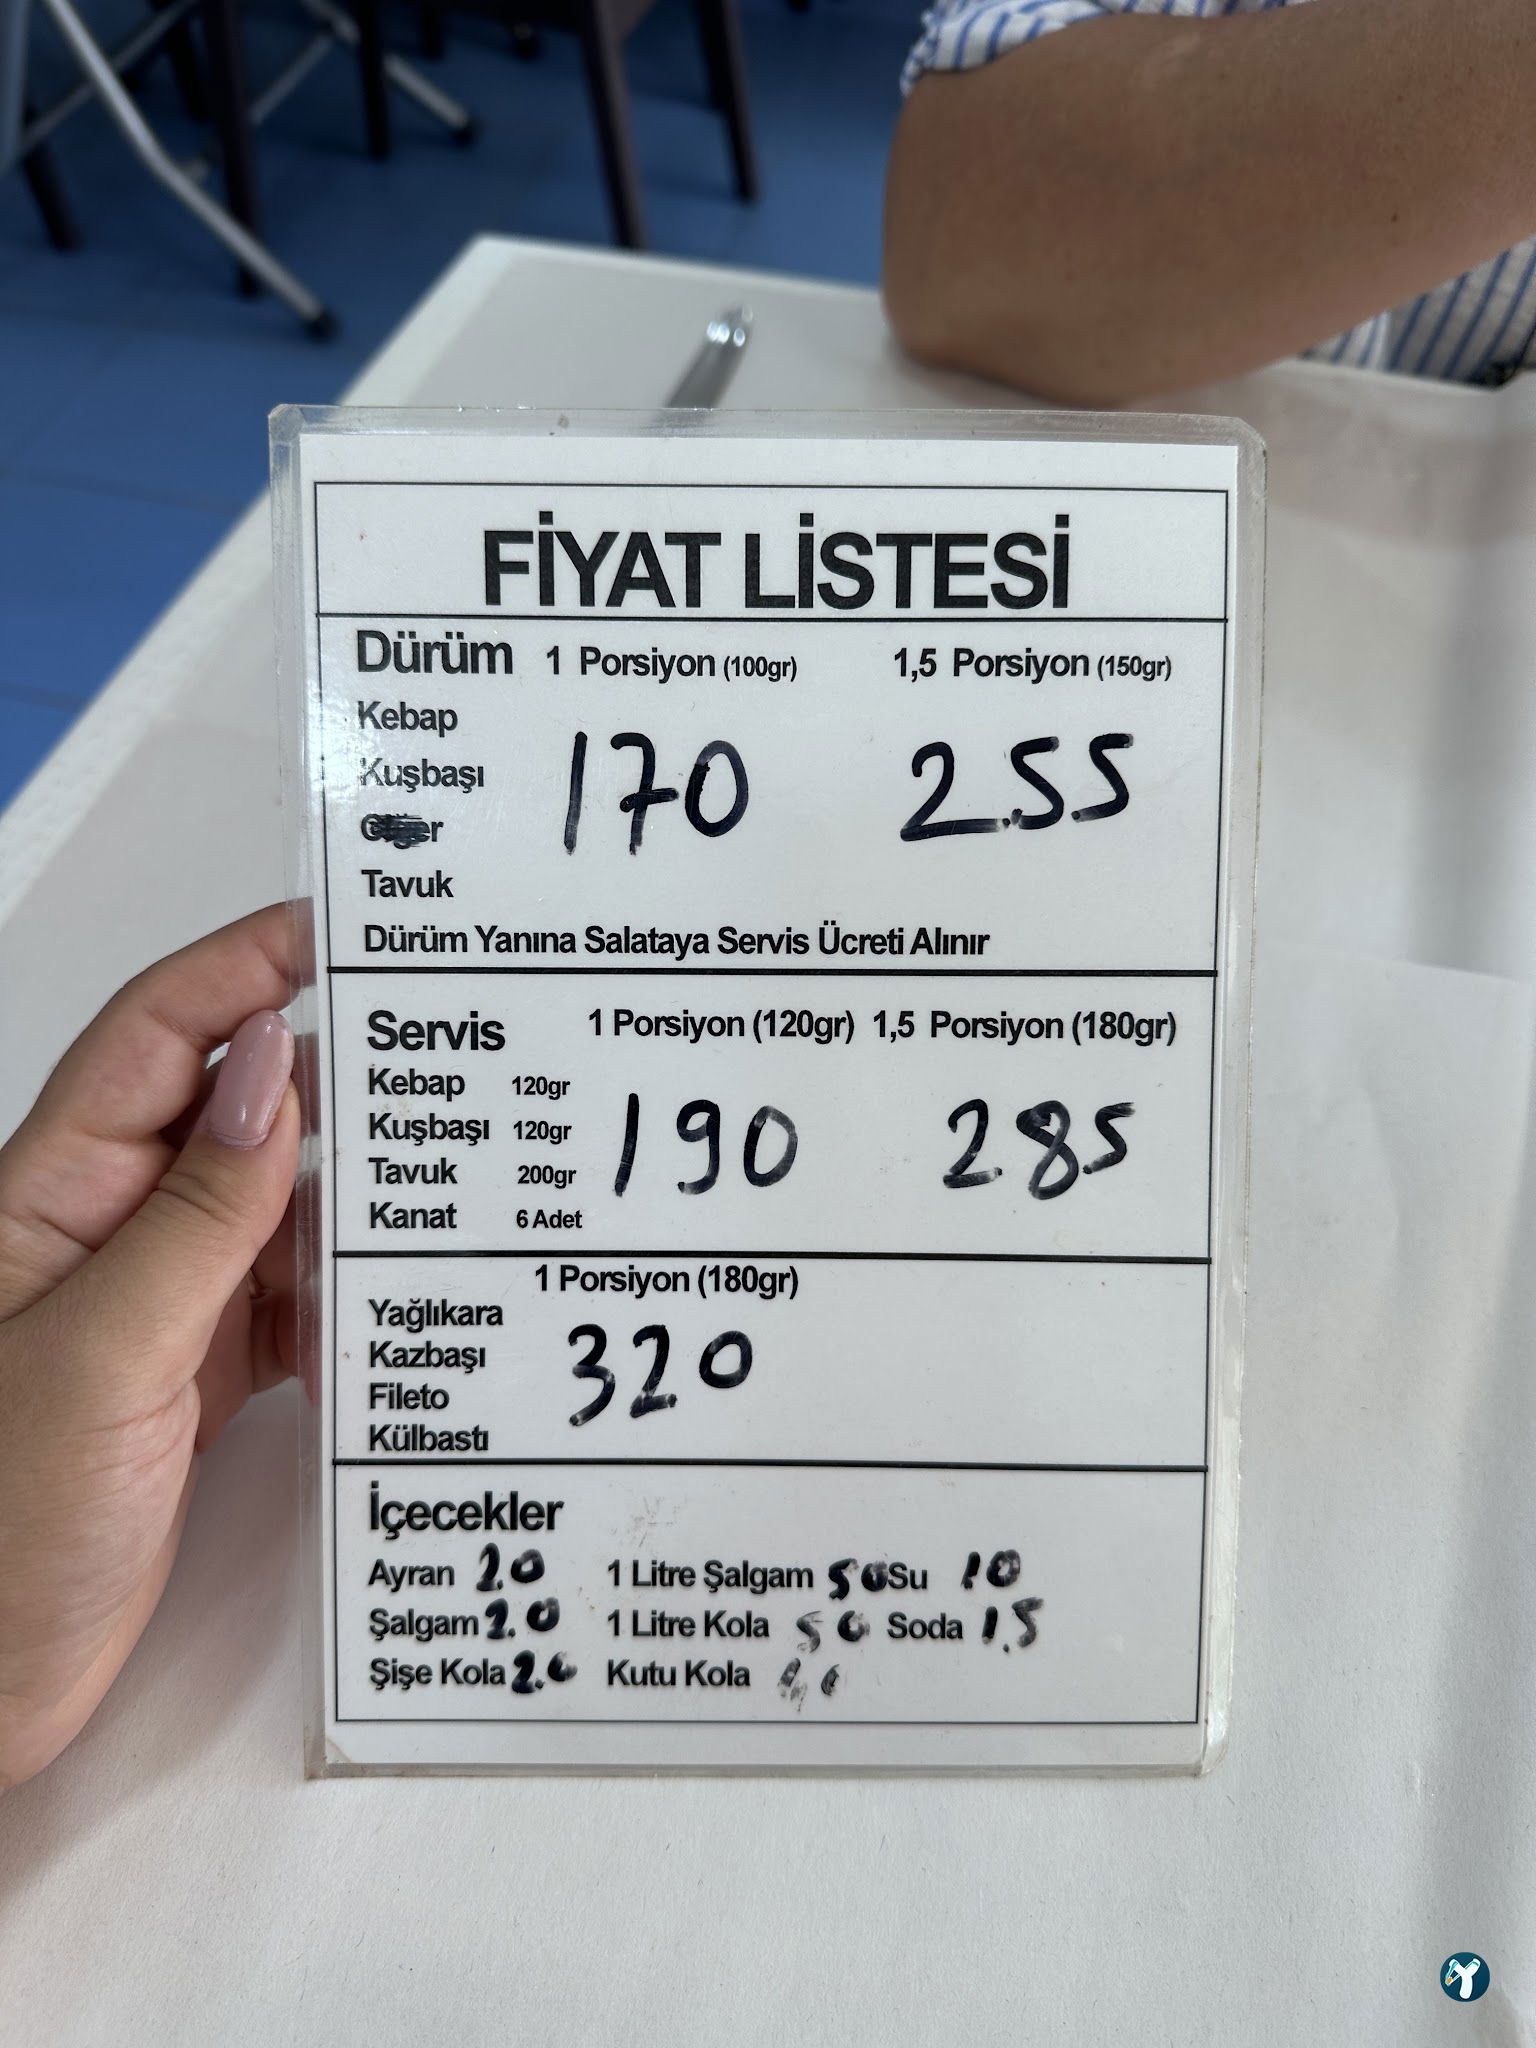 FİYAT LİSTESİ
Dürüm 1 Porsiyon (100gr) 1,5 Porsiyon (150gr)
Kebap
Kuşbaşı 170 255
Tavuk
Dürüm Yanına Salataya Servis Ücreti Alınır
Servis 1 Porsiyon (120gr) 1,5 Porsiyon (180gr)
Kebap 120gr
Kuşbaşı 120gr 190 285
Tavuk 200gr
Kanat 6 Adet
1 Porsiyon (180gr)
Yağlıkara
Kazbaşı 320
Fileto
Külbastı
İçecekler
Ayran 20 1 Litre Şalgam 50 Su 10
Şalgam 20 1 Litre Kola 50 Soda 15
Şişe Kola 20 Kutu Kola